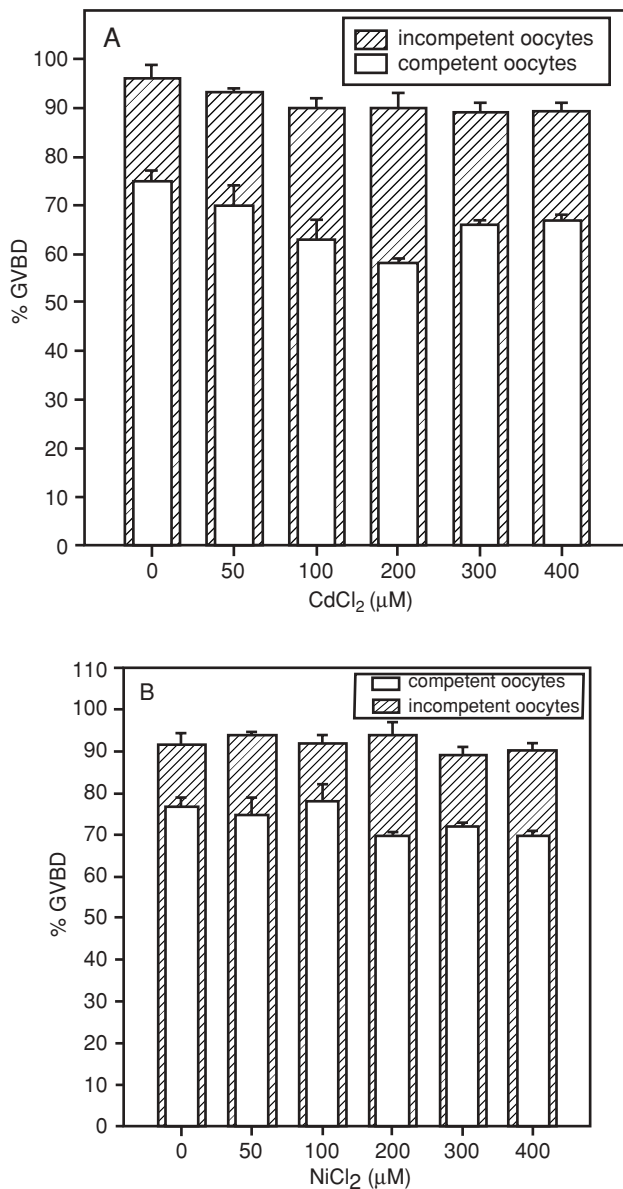 A
incompetent oocytes
competent oocytes
100
90
80
70
60
50
40
30
20
10
0
% GVBD
0 50 100 200 300 400
CdCl2 (µM)
B
competent oocytes
incompetent oocytes
110
100
90
80
70
60
50
40
30
20
10
0
% GVBD
0 50 100 200 300 400
NiCl2 (µM)